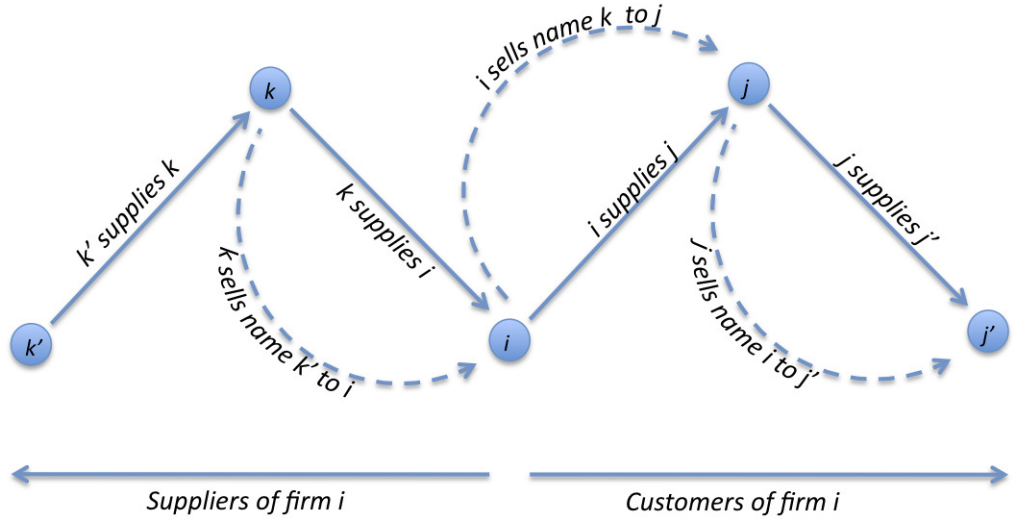 i sells name k to j
k
j
k' supplies k
k supplies i
i supplies j
j supplies j'
k sells name k' to i
j sells name i to j'
k'
i
j'
Suppliers of firm i
Customers of firm i